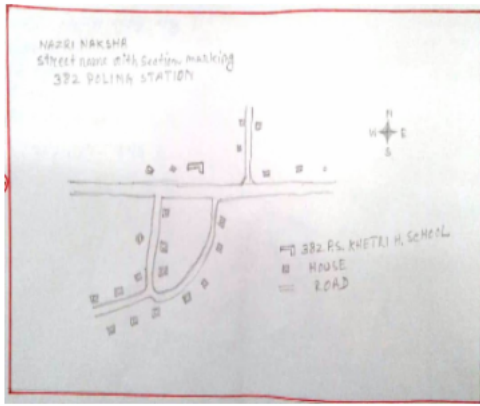 NAZRI NAKSHA
Street name with section marking
382 POLING STATION
N
W E
S
382 P.S. KHETRI H. SCHOOL
HOUSE
ROAD